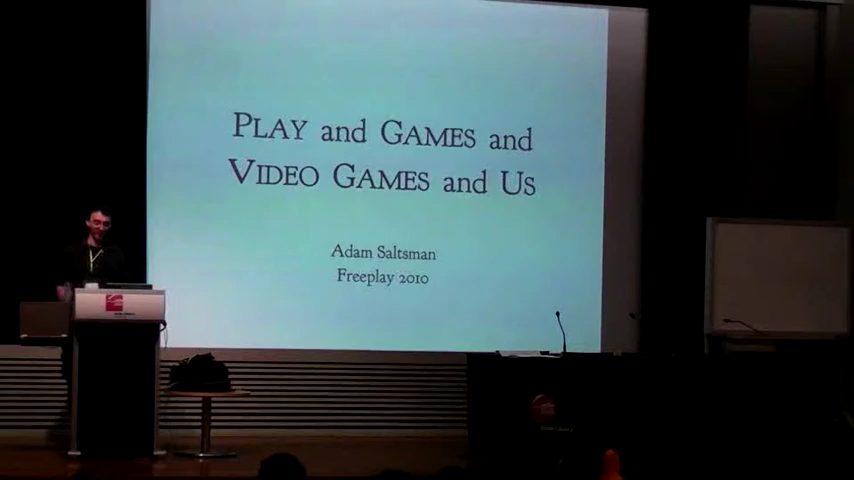 PLAY and GAMES and
VIDEO GAMES and US
Adam Saltsman
Freeplay 2010